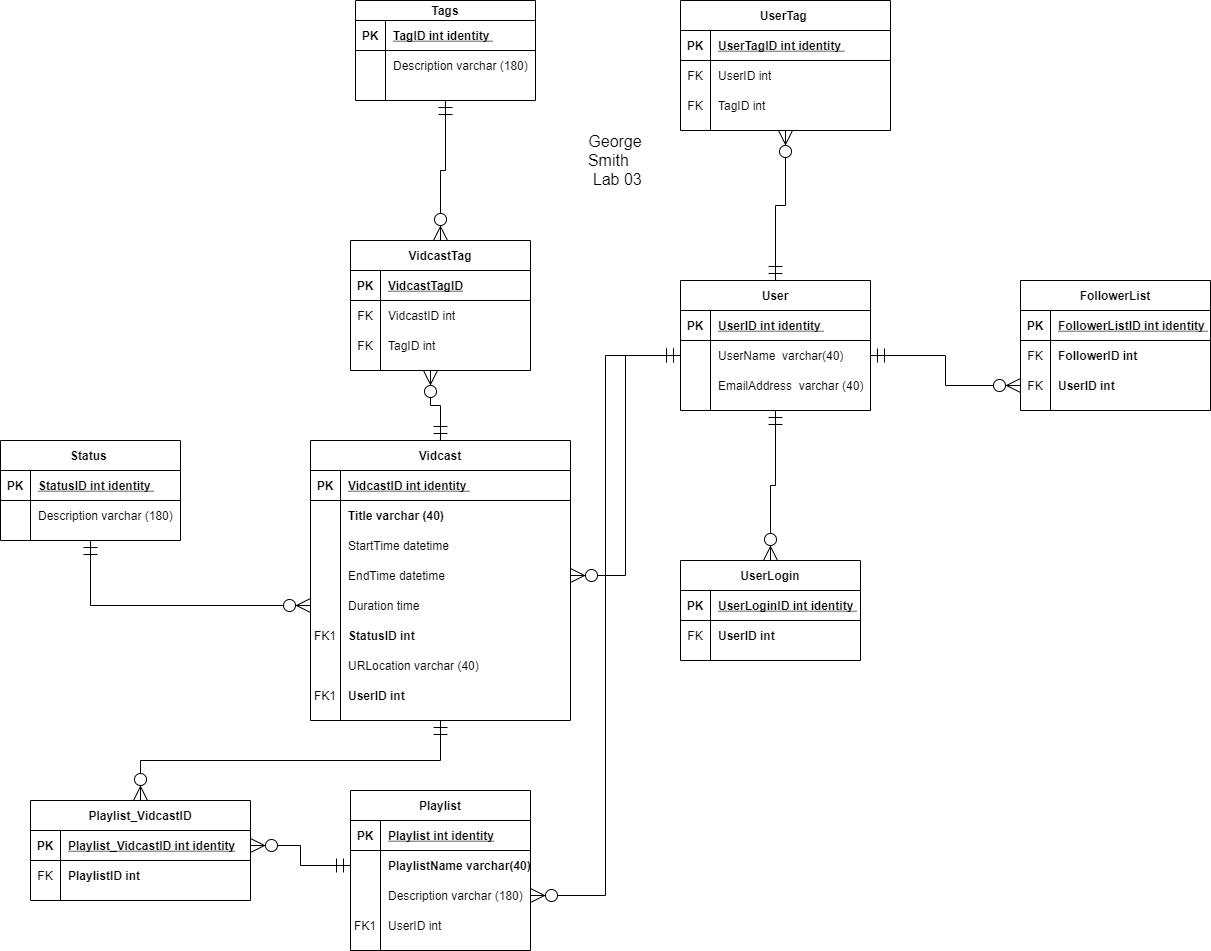 Tags
PK TagID int identity
Description varchar (180)
UserTag
PK UserTagID int identity
FK UserID int
FK TagID int
George
Smith
Lab 03
VidcastTag
PK VidcastTagID
FK VidcastID int
FK TagID int
User
PK UserID int identity
UserName varchar(40)
EmailAddress varchar (40)
FollowerList
PK FollowerListID int identity
FK FollowerID int
FK UserID int
Status
PK StatusID int identity
Description varchar (180)
Vidcast
PK VidcastID int identity
Title varchar (40)
StartTime datetime
EndTime datetime
Duration time
FK1 StatusID int
URLocation varchar (40)
FK1 UserID int
UserLogin
PK UserLoginID int identity
FK UserID int
Playlist_VidcastID
PK Playlist_VidcastID int identity
FK PlaylistID int
Playlist
PK Playlist int identity
PlaylistName varchar(40)
Description varchar (180)
FK1 UserID int